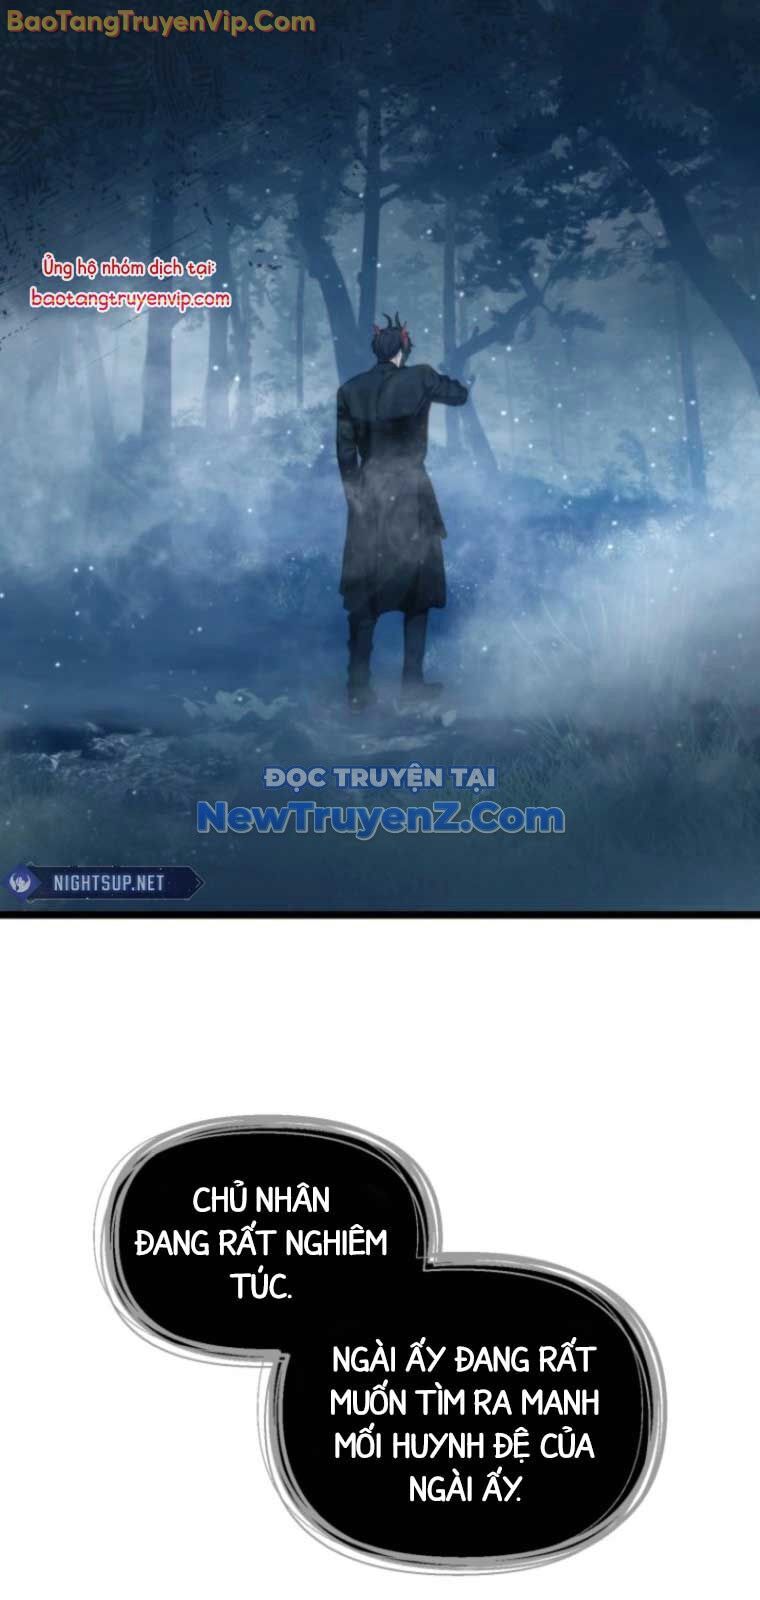 BaoTangTruyenVip.Com
Ủng hộ nhóm dịch tại:
baotangtruyenvip.com
ĐỌC TRUYỆN TẠI
NewTruyenZ.Com
NIGHTSUP.NET
CHỦ NHÂN
ĐANG RẤT NGHIÊM
TÚC.
NGÀI ẤY ĐANG RẤT
MUỐN TÌM RA MANH
MỐI HUYNH ĐỆ CỦA
NGÀI ẤY.